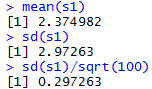 > mean(s1)
[1] 2.374982
> sd(s1)
[1] 2.97263
> sd(s1)/sqrt(100)
[1] 0.297263